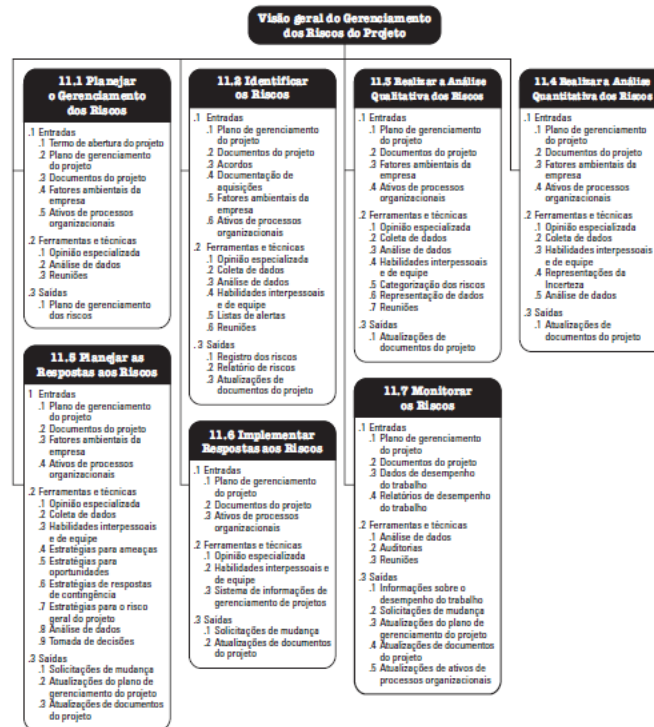 Visão geral do Gerenciamento
dos Riscos do Projeto
11.1 Planejar
o Gerenciamento
dos Riscos
.1 Entradas
.1 Termo de abertura do projeto
.2 Plano de gerenciamento
do projeto
.3 Documentos do projeto
.4 Fatores ambientais da
empresa
.5 Ativos de processos
organizacionais
.2 Ferramentas e técnicas
.1 Opinião especializada
.2 Análise de dados
.3 Reuniões
.3 Saídas
.1 Plano de gerenciamento
dos riscos
11.2 Identificar
os Riscos
.1 Entradas
.1 Plano de gerenciamento
do projeto
.2 Documentos do projeto
.3 Acordos
.4 Documentação de
aquisições
.5 Fatores ambientais da
empresa
.6 Ativos de processos
organizacionais
.2 Ferramentas e técnicas
.1 Opinião especializada
.2 Coleta de dados
.3 Análise de dados
.4 Habilidades interpessoais
e de equipe
.5 Listas de alertas
.6 Reuniões
.3 Saídas
.1 Registro dos riscos
.2 Relatório de riscos
.3 Atualizações de
documentos do projeto
11.3 Realizar a Análise
Qualitativa dos Riscos
.1 Entradas
.1 Plano de gerenciamento
do projeto
.2 Documentos do projeto
.3 Fatores ambientais da
empresa
.4 Ativos de processos
organizacionais
.2 Ferramentas e técnicas
.1 Opinião especializada
.2 Coleta de dados
.3 Análise de dados
.4 Habilidades interpessoais
e de equipe
.5 Categorização dos riscos
.6 Representação de dados
.7 Reuniões
.3 Saídas
.1 Atualizações de
documentos do projeto
11.4 Realizar a Análise
Quantitativa dos Riscos
.1 Entradas
.1 Plano de gerenciamento
do projeto
.2 Documentos do projeto
.3 Fatores ambientais da
empresa
.4 Ativos de processos
organizacionais
.2 Ferramentas e técnicas
.1 Opinião especializada
.2 Coleta de dados
.3 Habilidades interpessoais
e de equipe
.4 Representações da
Incerteza
.5 Análise de dados
.3 Saídas
.1 Atualizações de
documentos do projeto
11.5 Planejar as
Respostas aos Riscos
1 Entradas
.1 Plano de gerenciamento
do projeto
.2 Documentos do projeto
.3 Fatores ambientais da
empresa
.4 Ativos de processos
organizacionais
.2 Ferramentas e técnicas
.1 Opinião especializada
.2 Coleta de dados
.3 Habilidades interpessoais
e de equipe
.4 Estratégias para ameaças
.5 Estratégias para
oportunidades
.6 Estratégias de respostas
de contingência
.7 Estratégias para o risco
geral do projeto
.8 Análise de dados
.9 Tomada de decisões
.3 Saídas
.1 Solicitações de mudança
.2 Atualizações do plano de
gerenciamento do projeto
.3 Atualizações de documentos
do projeto
11.6 Implementar
Respostas aos Riscos
.1 Entradas
.1 Plano de gerenciamento
do projeto
.2 Documentos do projeto
.3 Ativos de processos
organizacionais
.2 Ferramentas e técnicas
.1 Opinião especializada
.2 Habilidades interpessoais e
de equipe
.3 Sistema de informações de
gerenciamento de projetos
.3 Saídas
.1 Solicitações de mudança
.2 Atualizações de documentos
do projeto
11.7 Monitorar
os Riscos
.1 Entradas
.1 Plano de gerenciamento
do projeto
.2 Documentos do projeto
.3 Dados de desempenho
do trabalho
.4 Relatórios de desempenho
do trabalho
.2 Ferramentas e técnicas
.1 Análise de dados
.2 Auditorias
.3 Reuniões
.3 Saídas
.1 Informações sobre o
desempenho do trabalho
.2 Solicitações de mudança
.3 Atualizações do plano de
gerenciamento do projeto
.4 Atualizações de documentos
do projeto
.5 Atualizações de ativos de
processos organizacionais